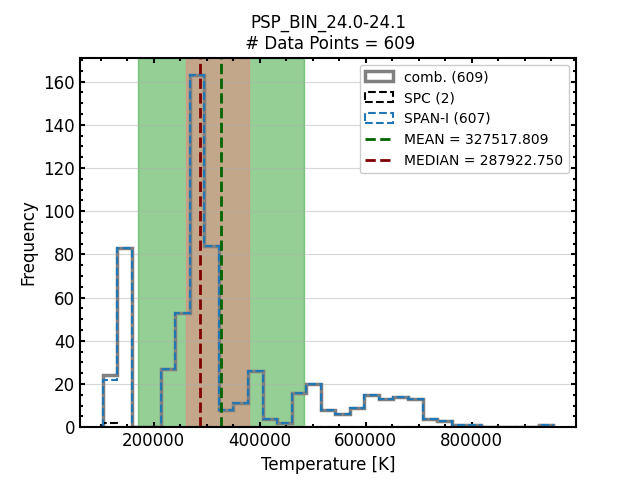 PSP_BIN_24.0-24.1
# Data Points = 609
comb. (609)
SPC (2)
SPAN-I (607)
MEAN = 327517.809
MEDIAN = 287922.750
Frequency
160
140
120
100
80
60
40
20
0
200000 400000 600000 800000
Temperature [K]